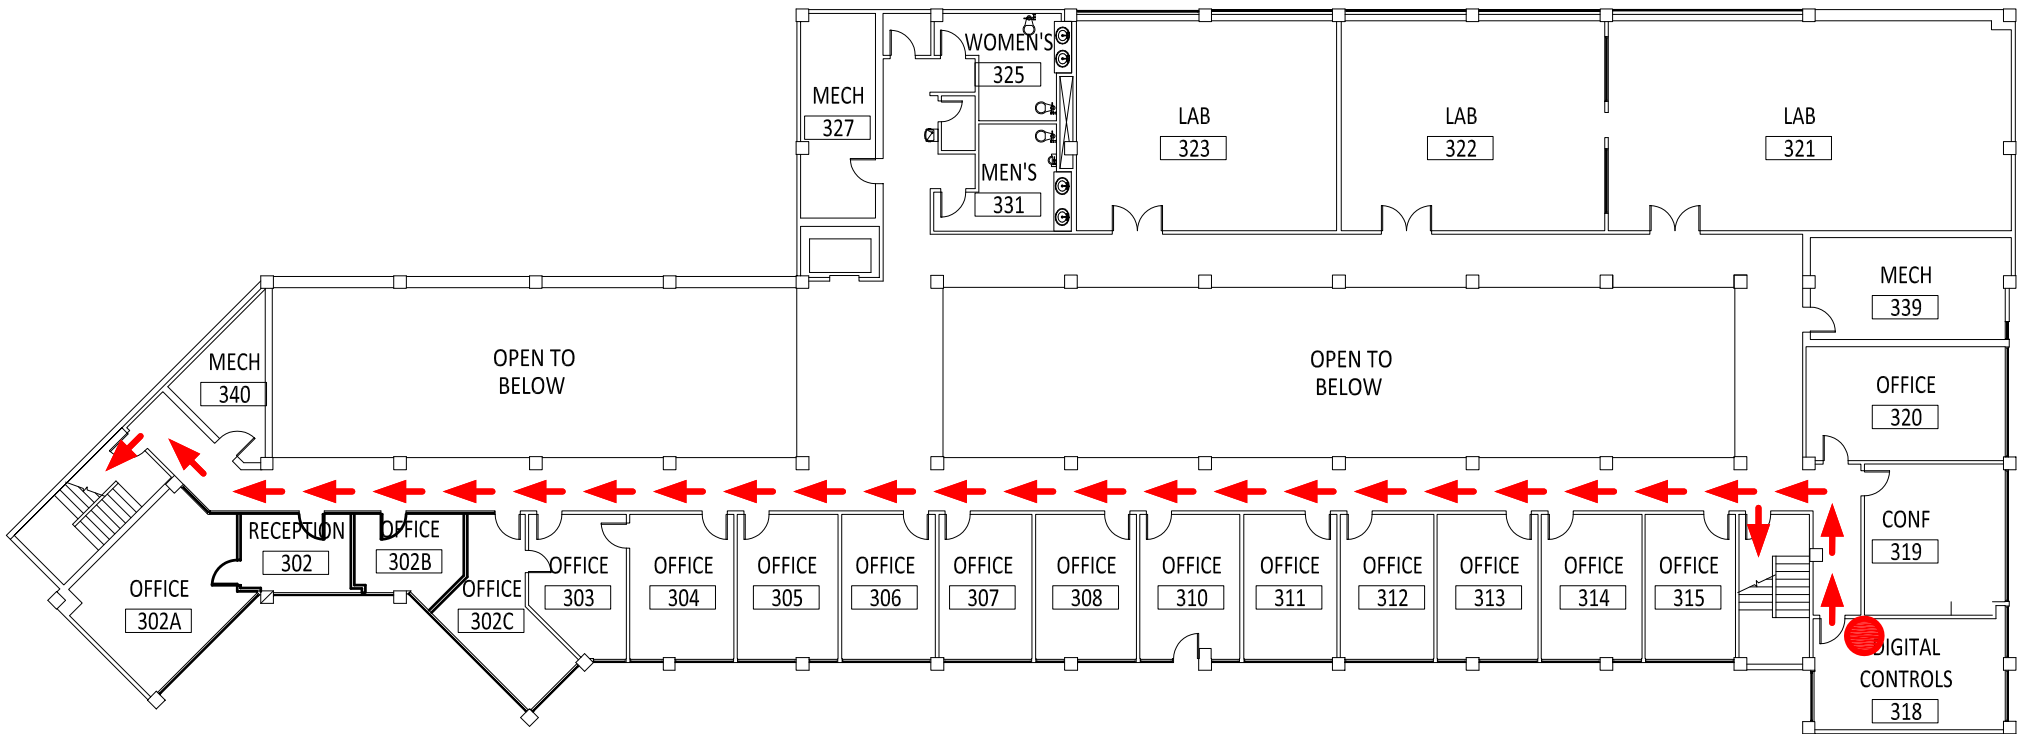 WOMEN'S
325
MECH
327
LAB
323
LAB
322
LAB
321
MEN'S
331
MECH
339
OPEN TO
BELOW
OPEN TO
BELOW
MECH
340
OFFICE
320
RECEPTION
302
OFFICE
302B
CONF
319
OFFICE
302A
OFFICE
302C
OFFICE
303
OFFICE
304
OFFICE
305
OFFICE
306
OFFICE
307
OFFICE
308
OFFICE
310
OFFICE
311
OFFICE
312
OFFICE
313
OFFICE
314
OFFICE
315
DIGITAL
CONTROLS
318